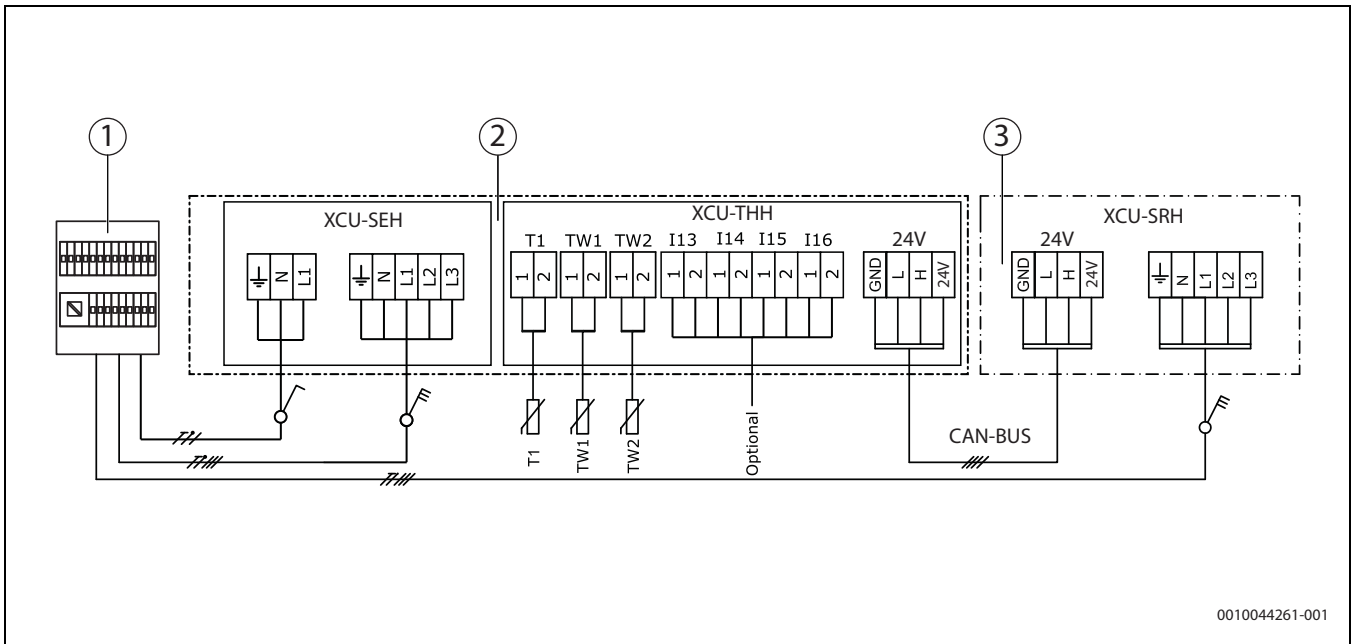 1 2 3
XCU-SEH XCU-THH XCU-SRH
T1 TW1 TW2 I13 I14 I15 I16 24V 24V
N L1 N L1 L2 L3 1 2 1 2 1 2 1 2 1 2 1 2 1 2 GND L H 24V GND L H 24V N L1 L2 L3
T1 TW1 TW2 Optional CAN-BUS
0010044261-001